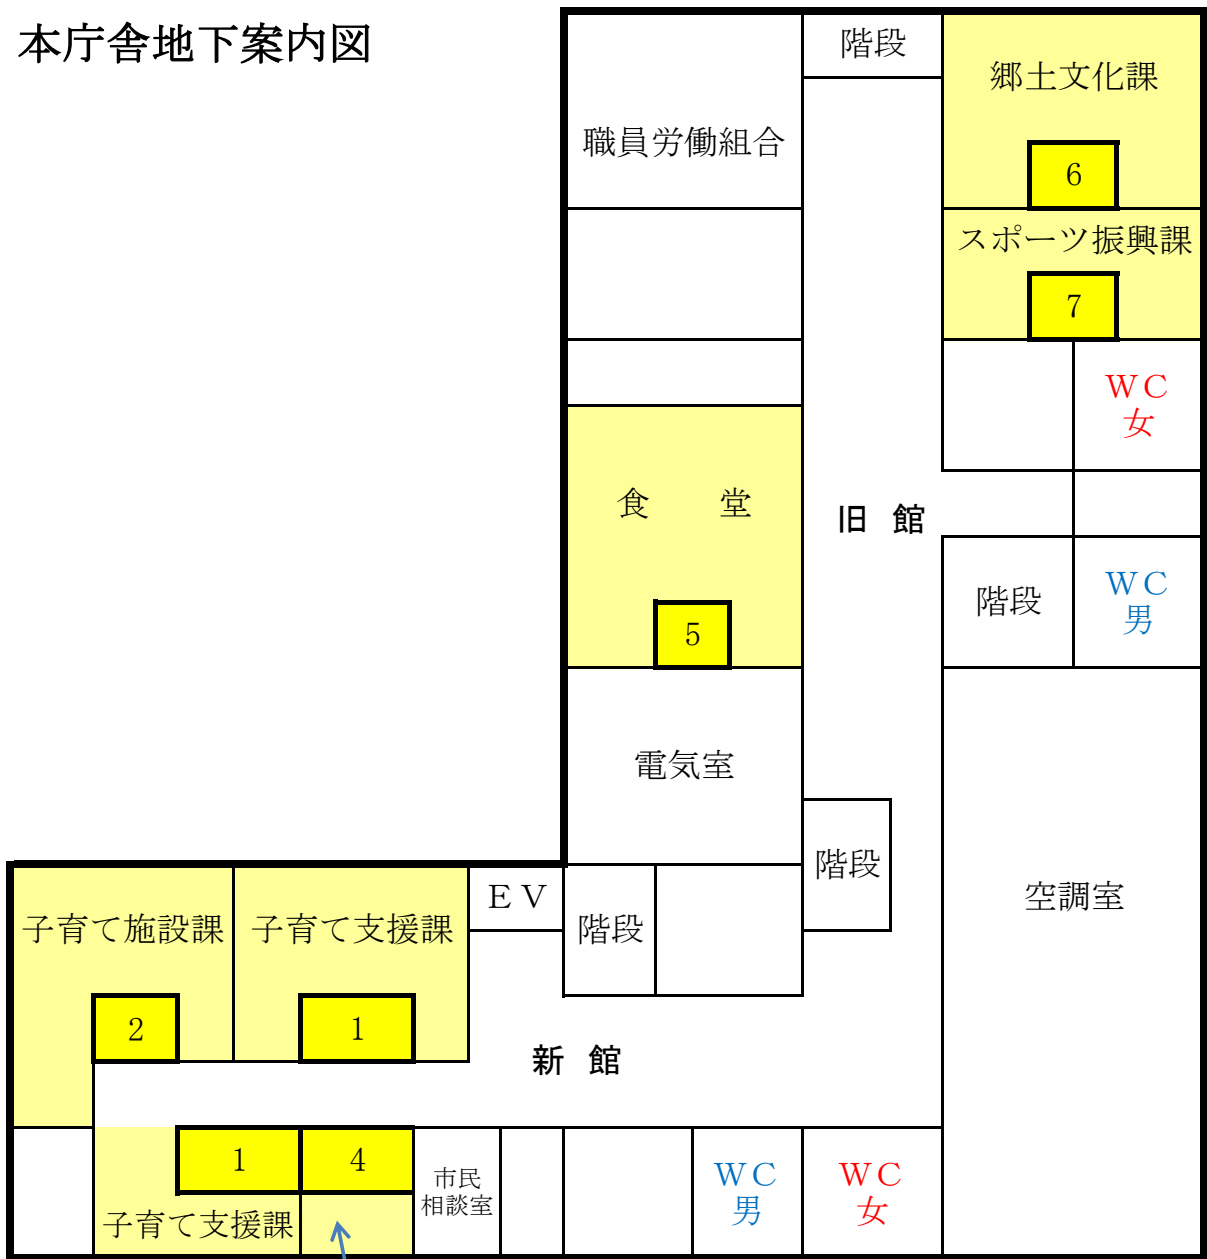 本庁舎地下案内図
階段
郷土文化課
職員労働組合
6
スポーツ振興課
7
ＷＣ
女
食　　堂
旧 館
階段
ＷＣ
男
5
電気室
階段
空調室
ＥＶ
子育て施設課
子育て支援課
階段
2
1
新 館
1
4
市民
相談室
ＷＣ
男
ＷＣ
女
子育て支援課